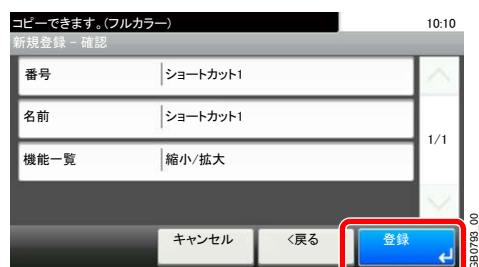 コピーできます。(フルカラー)
10:10
新規登録 - 確認
番号 ショートカット1
名前 ショートカット1
機能一覧 縮小/拡大
1/1
キャンセル <戻る 登録
GB0793_00